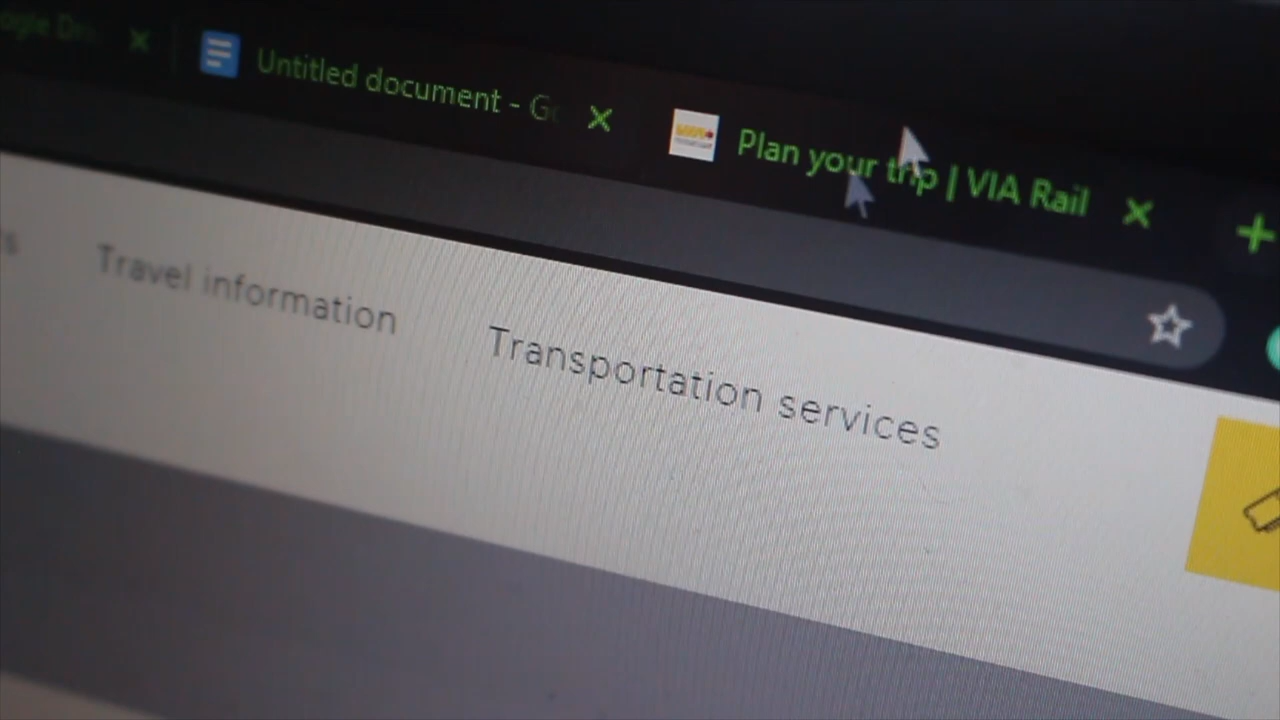 Untitled document - G
Plan your trip | VIA Rail
Travel information
Transportation services